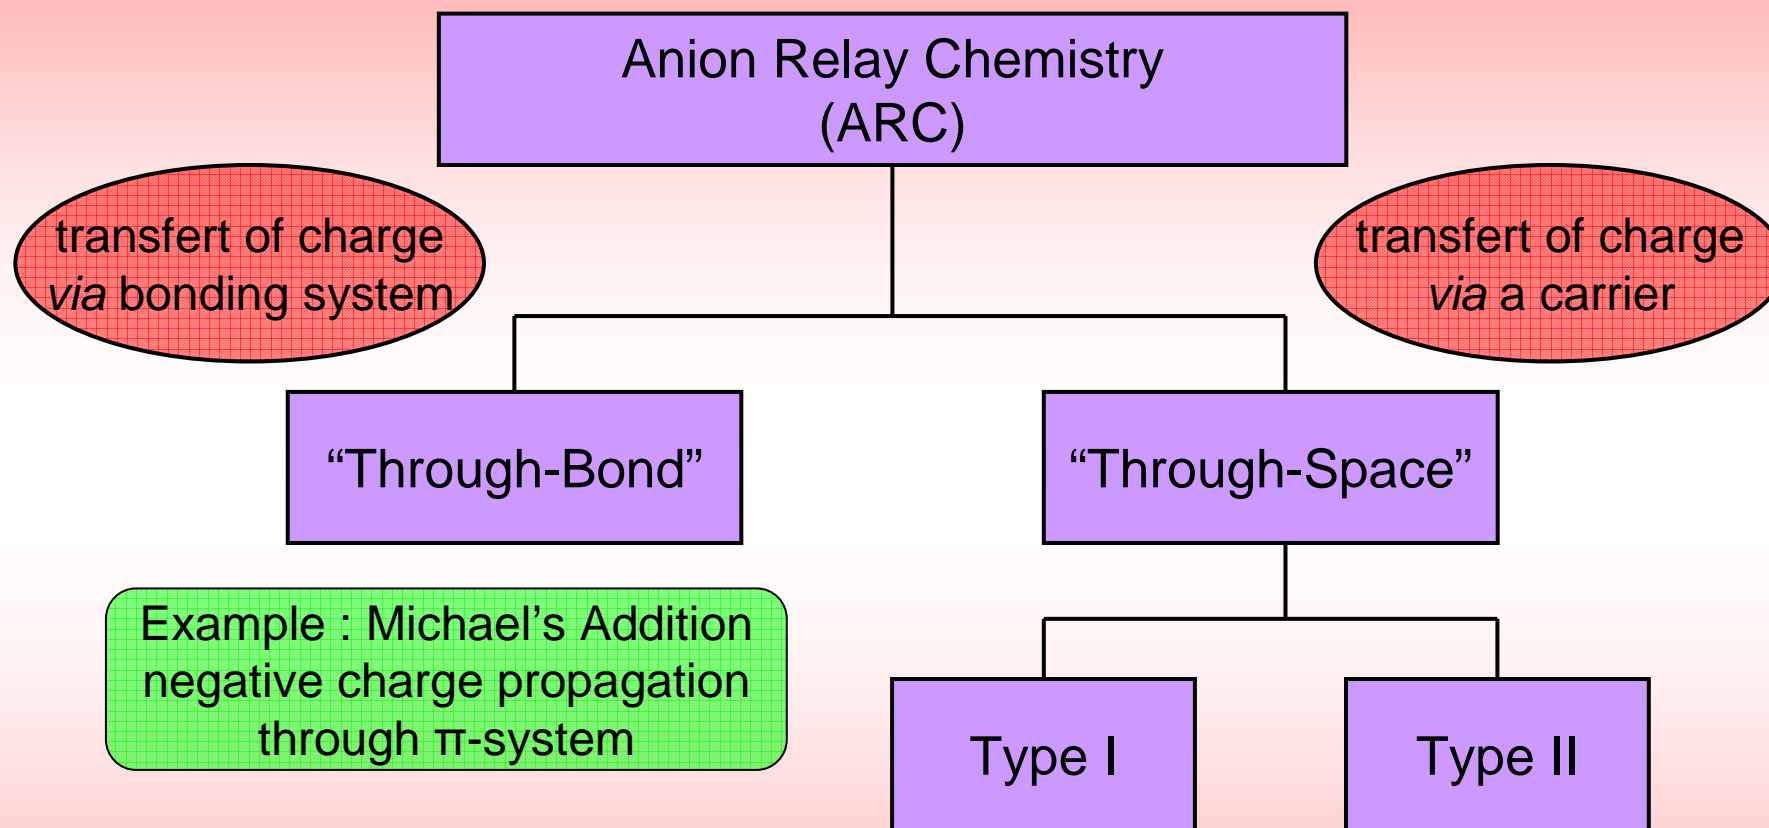 Anion Relay Chemistry
(ARC)
transfert of charge
via bonding system
transfert of charge
via a carrier
“Through-Bond”
“Through-Space”
Example : Michael’s Addition
negative charge propagation
through π-system
Type I
Type II